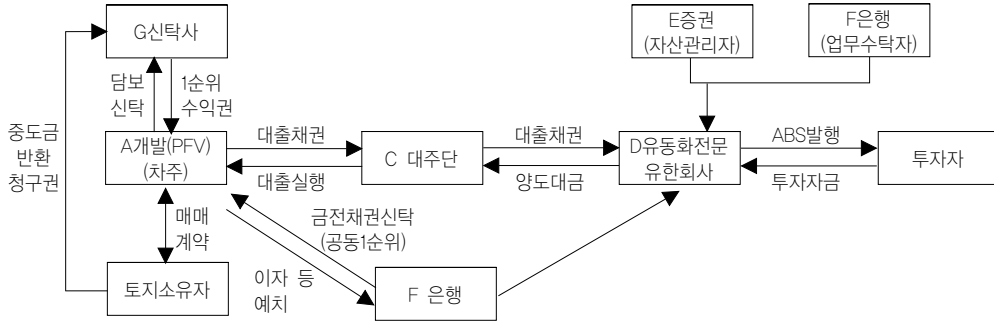 G신탁사
E증권
(자산관리자)
F은행
(업무수탁자)
담보
신탁
1순위
수익권
중도금
반환
청구권
A개발(PFV)
(차주)
대출채권
대출실행
C 대주단
대출채권
양도대금
D유동화전문
유한회사
ABS발행
투자자금
투자자
매매
계약
금전채권신탁
(공동1순위)
이자 등
예치
토지소유자
F 은행